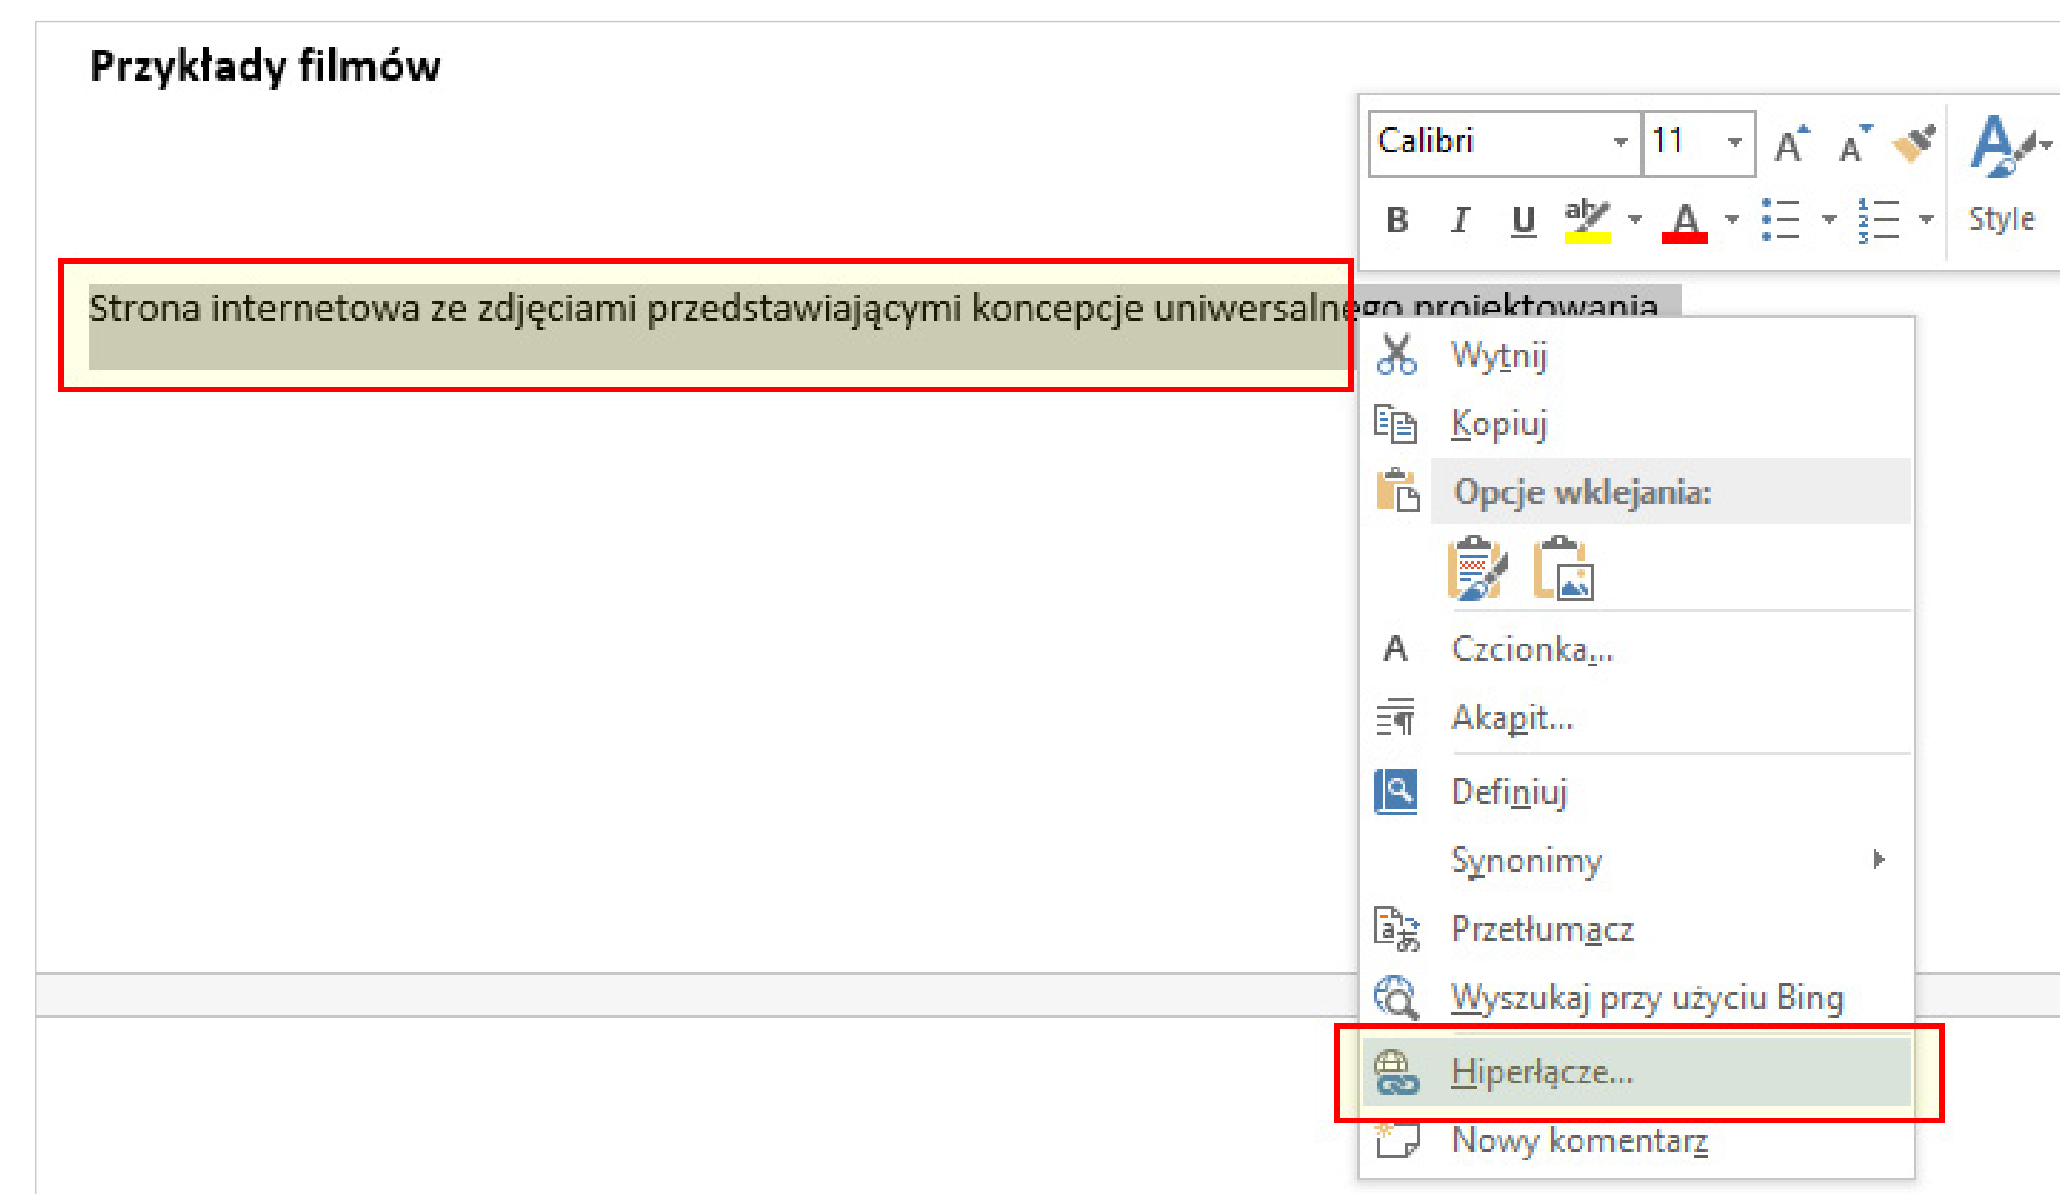 Przykłady filmów
Calibri 11
B I U ab A Style
Strona internetowa ze zdjęciami przedstawiającymi koncepcje uniwersalnego projektowania
Wytnij
Kopiuj
Opcje wklejania:
A Czcionka...
Akapit...
Definiuj
Synonimy
Przetłumacz
Wyszukaj przy użyciu Bing
Hiperłącze...
Nowy komentarz